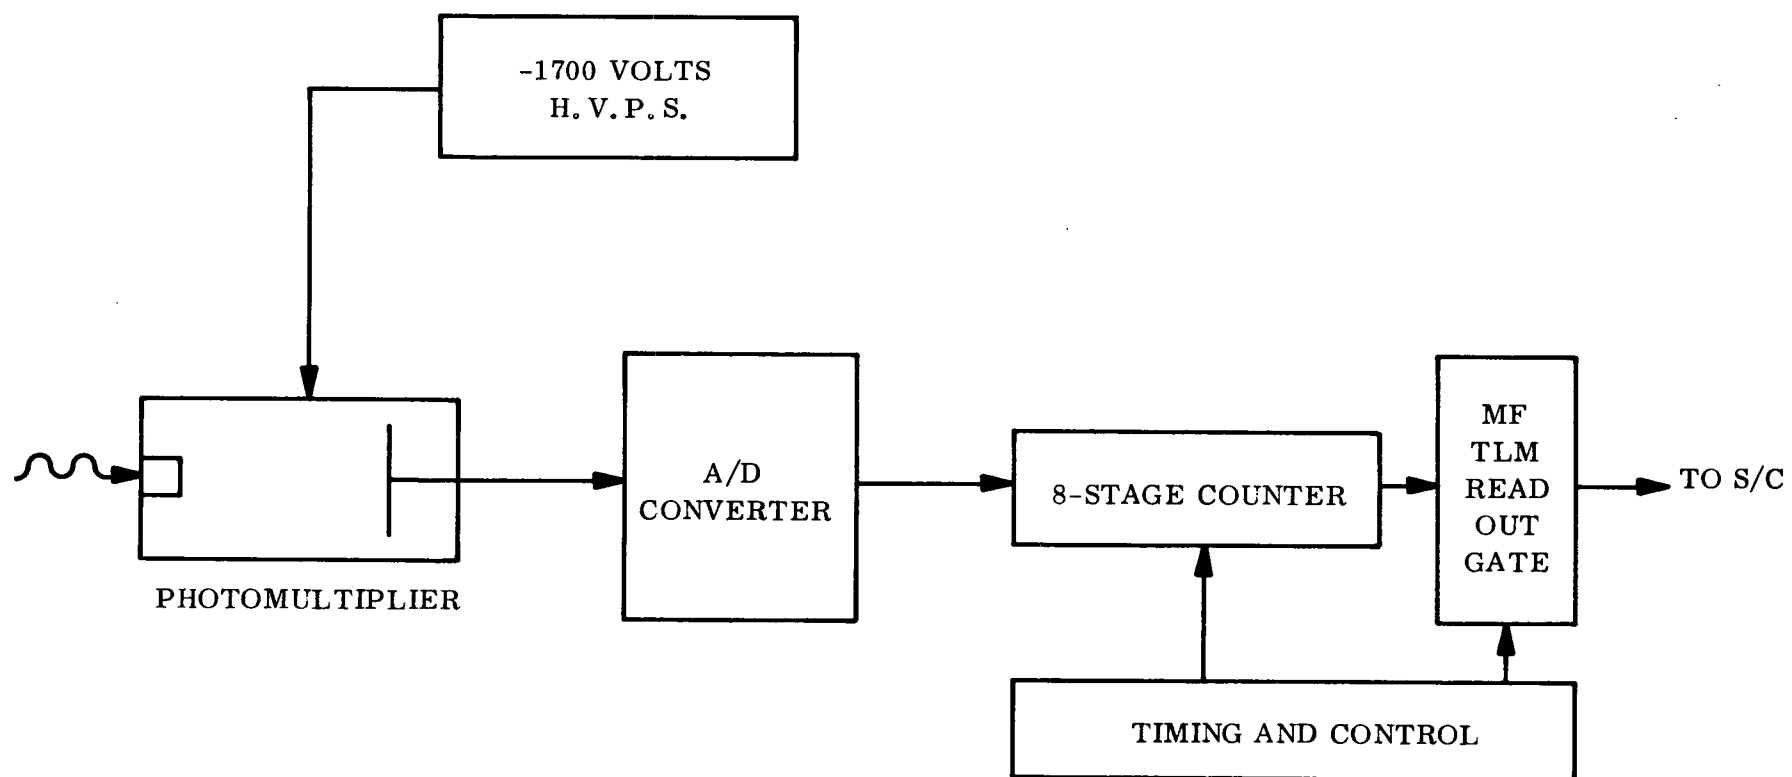 -1700 VOLTS
H.V.P.S.
A/D
CONVERTER
8-STAGE COUNTER
MF
TLM
READ
OUT
GATE
TO S/C
PHOTOMULTIPLIER
TIMING AND CONTROL